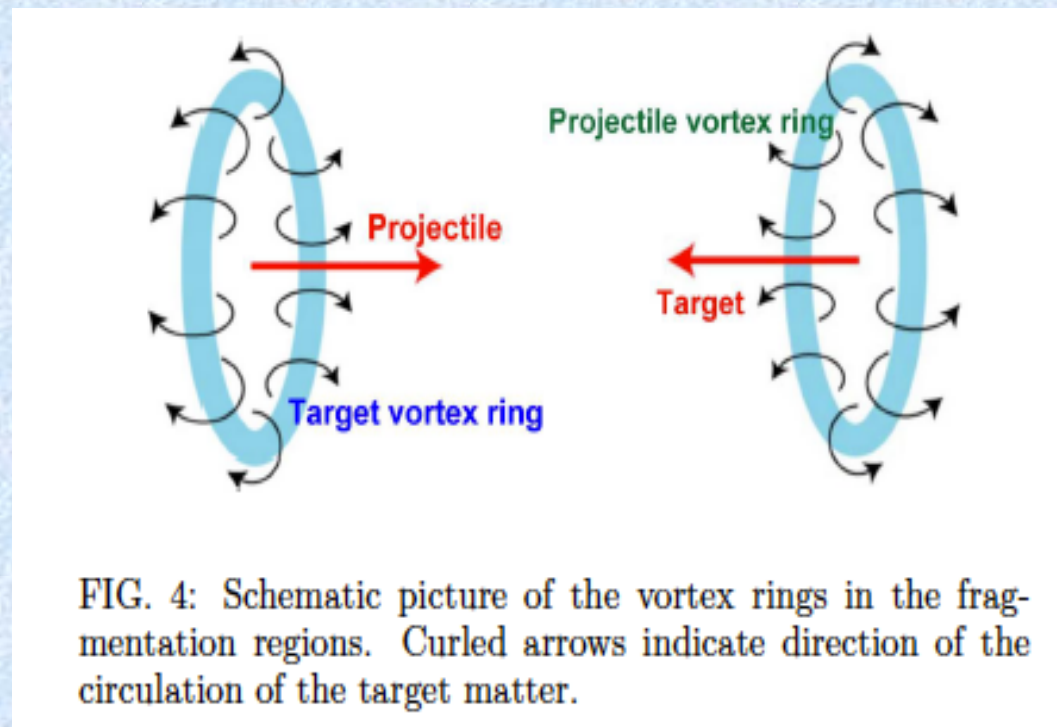 Projectile vortex ring
Projectile
Target
Target vortex ring
FIG. 4: Schematic picture of the vortex rings in the frag-
mentation regions. Curled arrows indicate direction of the
circulation of the target matter.